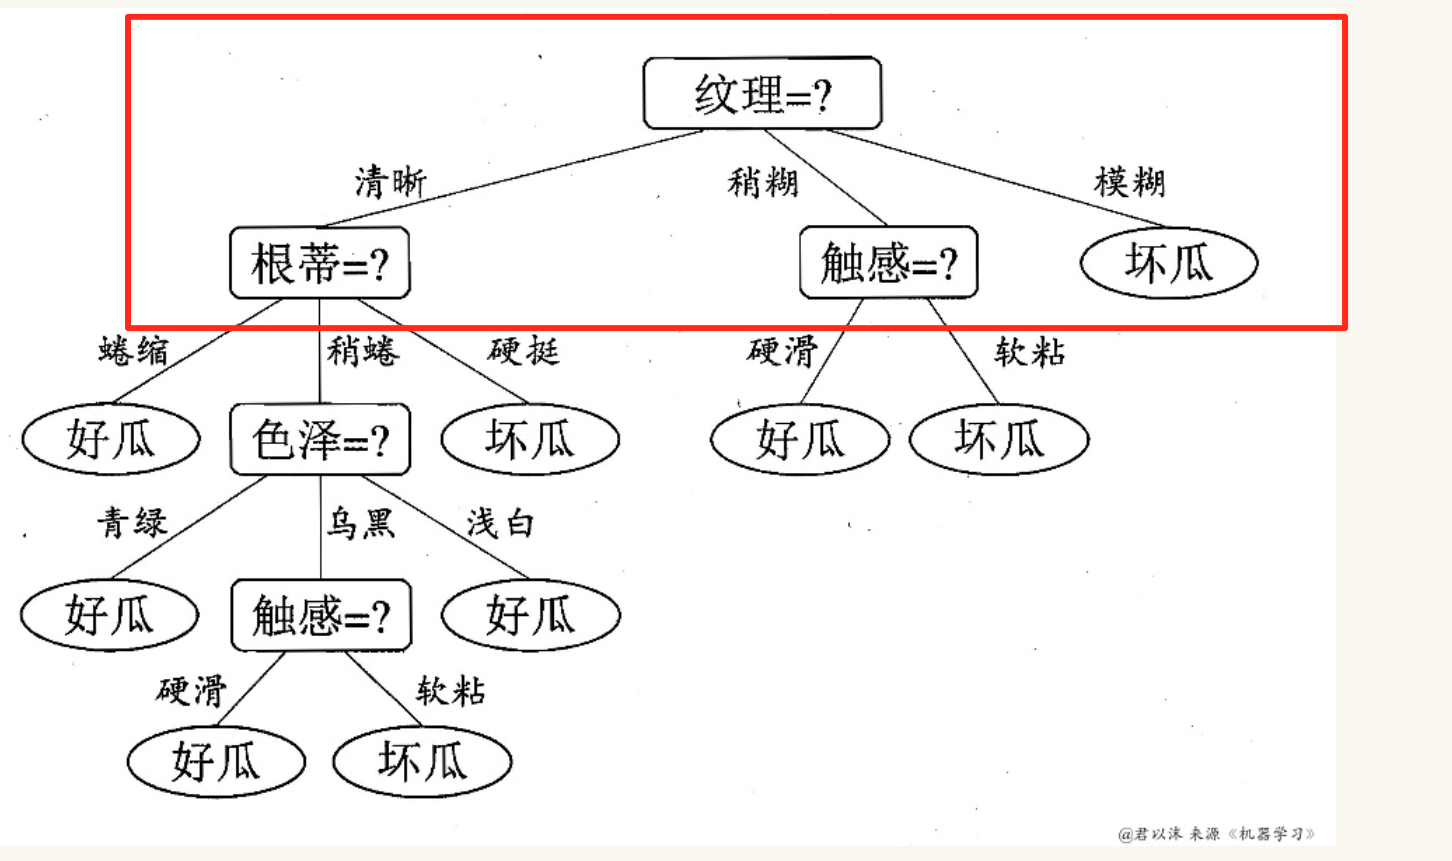 纹理=?
清晰
稍糊
模糊
根蒂=?
触感=?
坏瓜
蜷缩
稍蜷
硬挺
硬滑
软粘
好瓜
色泽=?
坏瓜
好瓜
坏瓜
青绿
乌黑
浅白
好瓜
触感=?
好瓜
硬滑
软粘
好瓜
坏瓜
@君以沫 来源《机器学习》